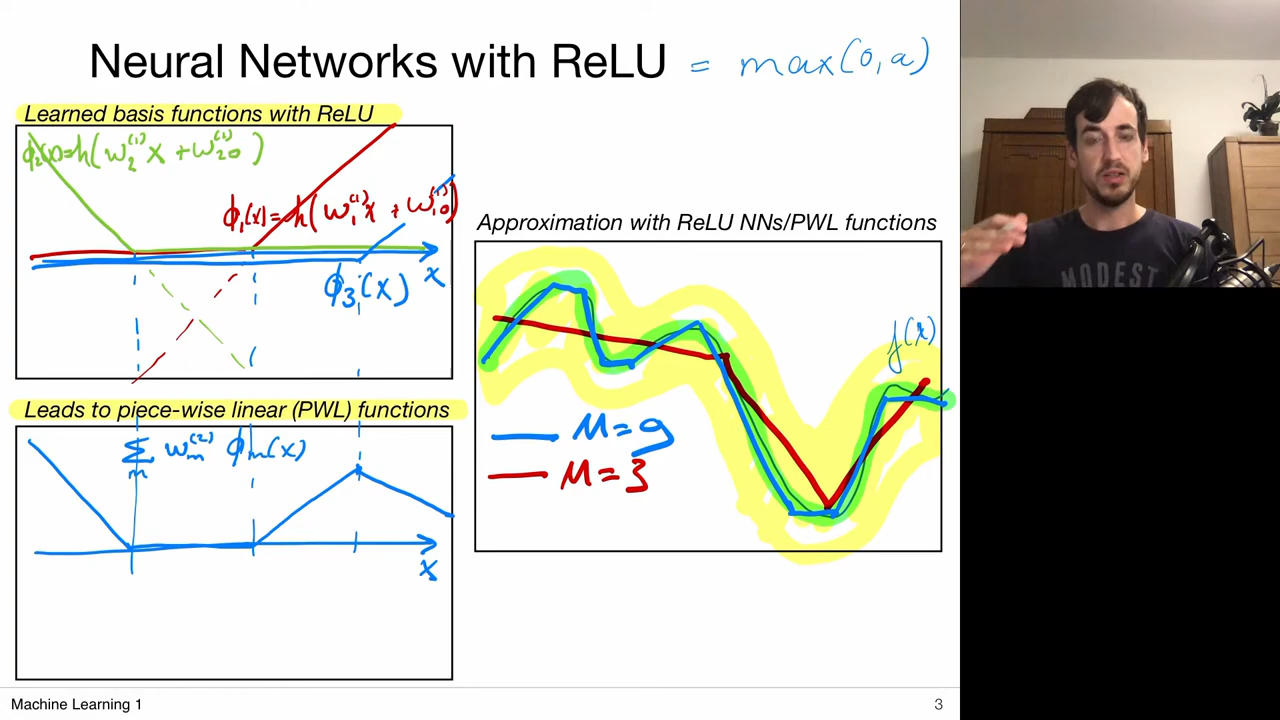 Neural Networks with ReLU = max(0,a)
Learned basis functions with ReLU
ϕ₂(x)=h(w₂⁽¹⁾x + w₂₀⁽¹⁾)
ϕ₁(x)=h(w₁⁽¹⁾x + w₁₀⁽¹⁾)
x
ϕ₃(x)
Leads to piece-wise linear (PWL) functions
∑ₘ wₘ⁽²⁾ ϕₘ(x)
x
Approximation with ReLU NNs/PWL functions
f(x)
M=9
M=3
MODEST
Machine Learning 1
3